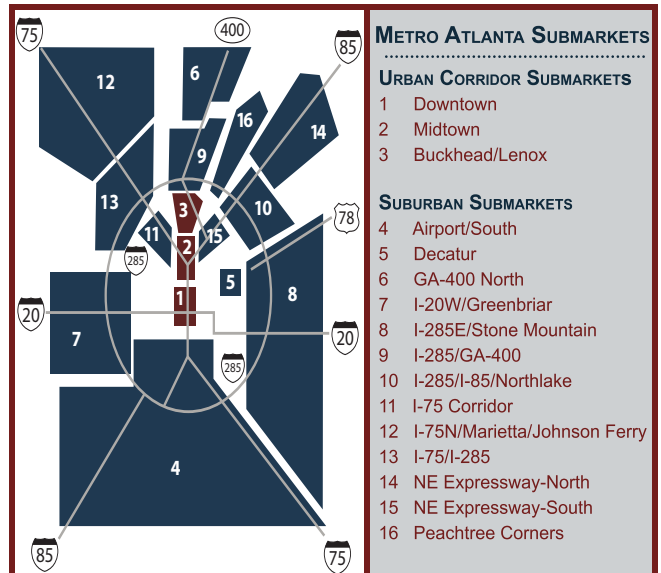 75
400
85
12
6
16
14
9
13
10
3
11
15
2
78
285
5
8
1
20
7
20
285
4
85
75
METRO ATLANTA SUBMARKETS
URBAN CORRIDOR SUBMARKETS
1 Downtown
2 Midtown
3 Buckhead/Lenox
SUBURBAN SUBMARKETS
4 Airport/South
5 Decatur
6 GA-400 North
7 I-20W/Greenbriar
8 I-285E/Stone Mountain
9 I-285/GA-400
10 I-285/I-85/Northlake
11 I-75 Corridor
12 I-75N/Marietta/Johnson Ferry
13 I-75/I-285
14 NE Expressway-North
15 NE Expressway-South
16 Peachtree Corners